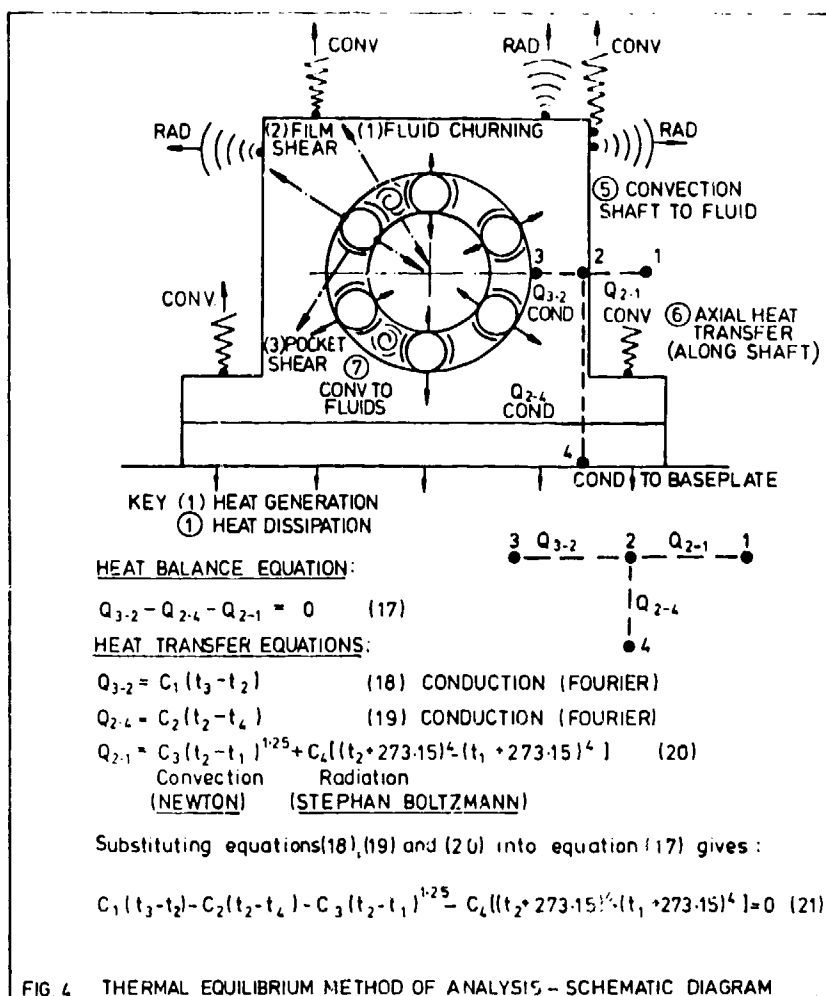 CONV
RAD
CONV
RAD
(2) FILM SHEAR
(1) FLUID CHURNING
RAD
⑤ CONVECTION
SHAFT TO FLUID
3
2
1
Q3-2
COND
Q2-1
CONV
CONV
⑥ AXIAL HEAT
TRANSFER
(ALONG SHAFT)
(3) POCKET
SHEAR
⑦
CONV TO
FLUIDS
Q2-4
COND
4
COND TO BASEPLATE
KEY (1) HEAT GENERATION
① HEAT DISSIPATION
3 Q3-2 2 Q2-1 1
Q2-4
4
HEAT BALANCE EQUATION:
Q3-2 - Q2-4 - Q2-1 = 0 (17)
HEAT TRANSFER EQUATIONS:
Q3-2 = C1 (t3-t2) (18) CONDUCTION (FOURIER)
Q2-4 = C2 (t2-t4) (19) CONDUCTION (FOURIER)
Q2-1 = C3 (t2-t1)^1·25 + C4[(t2+273·15)^4-(t1+273·15)^4] (20)
Convection Radiation
(NEWTON) (STEPHAN BOLTZMANN)
Substituting equations(18),(19) and (20) into equation (17) gives:
C1(t3-t2)-C2(t2-t4)-C3(t2-t1)^1·25 - C4[(t2+273·15)^4-(t1+273·15)^4]=0 (21)
FIG 4 THERMAL EQUILIBRIUM METHOD OF ANALYSIS - SCHEMATIC DIAGRAM